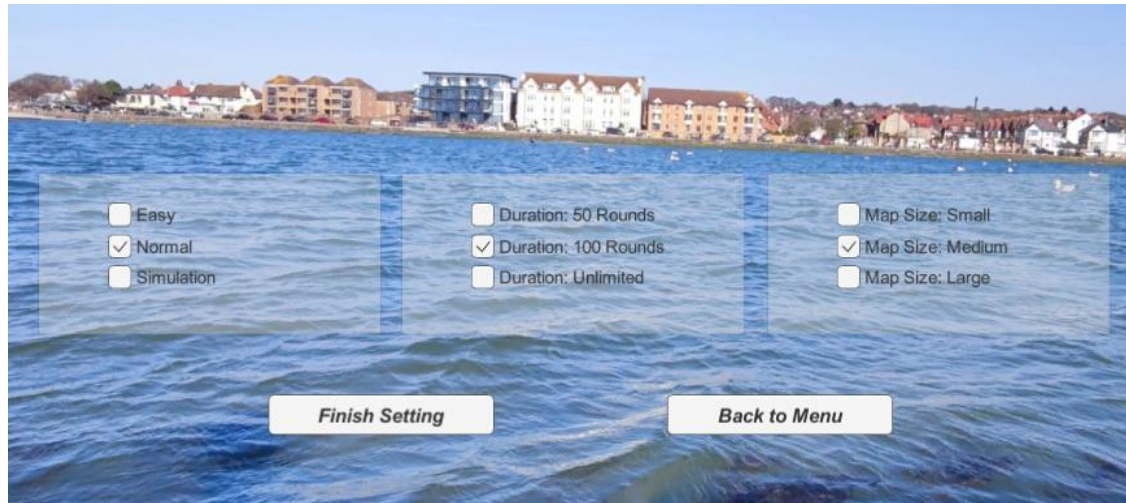 Easy
Normal
Simulation
Duration: 50 Rounds
Duration: 100 Rounds
Duration: Unlimited
Map Size: Small
Map Size: Medium
Map Size: Large
Finish Setting
Back to Menu